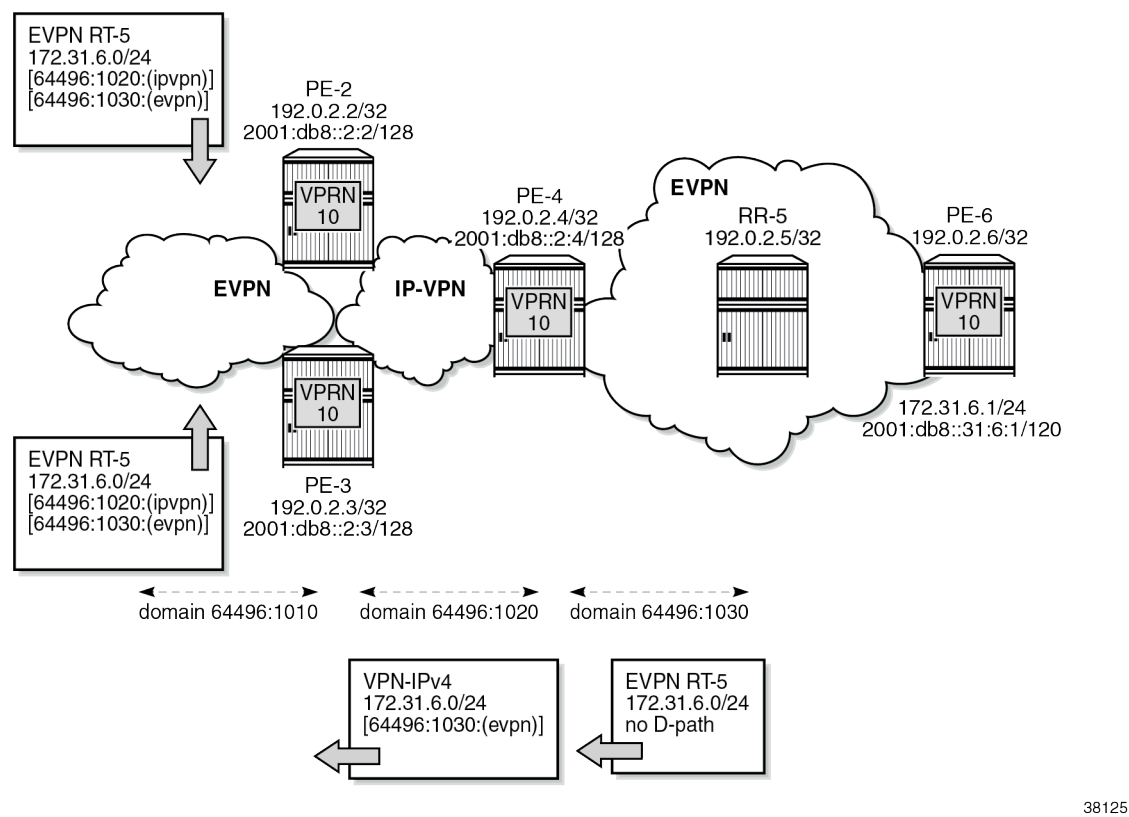 EVPN RT-5
172.31.6.0/24
[64496:1020:(ipvpn)]
[64496:1030:(evpn)]
PE-2
192.0.2.2/32
2001:db8::2:2/128
VPRN
10
EVPN
IP-VPN
PE-4
192.0.2.4/32
2001:db8::2:4/128
VPRN
10
EVPN
RR-5
192.0.2.5/32
PE-6
192.0.2.6/32
VPRN
10
172.31.6.1/24
2001:db8::31:6:1/120
VPRN
10
PE-3
192.0.2.3/32
2001:db8::2:3/128
EVPN RT-5
172.31.6.0/24
[64496:1020:(ipvpn)]
[64496:1030:(evpn)]
domain 64496:1010
domain 64496:1020
domain 64496:1030
VPN-IPv4
172.31.6.0/24
[64496:1030:(evpn)]
EVPN RT-5
172.31.6.0/24
no D-path
38125